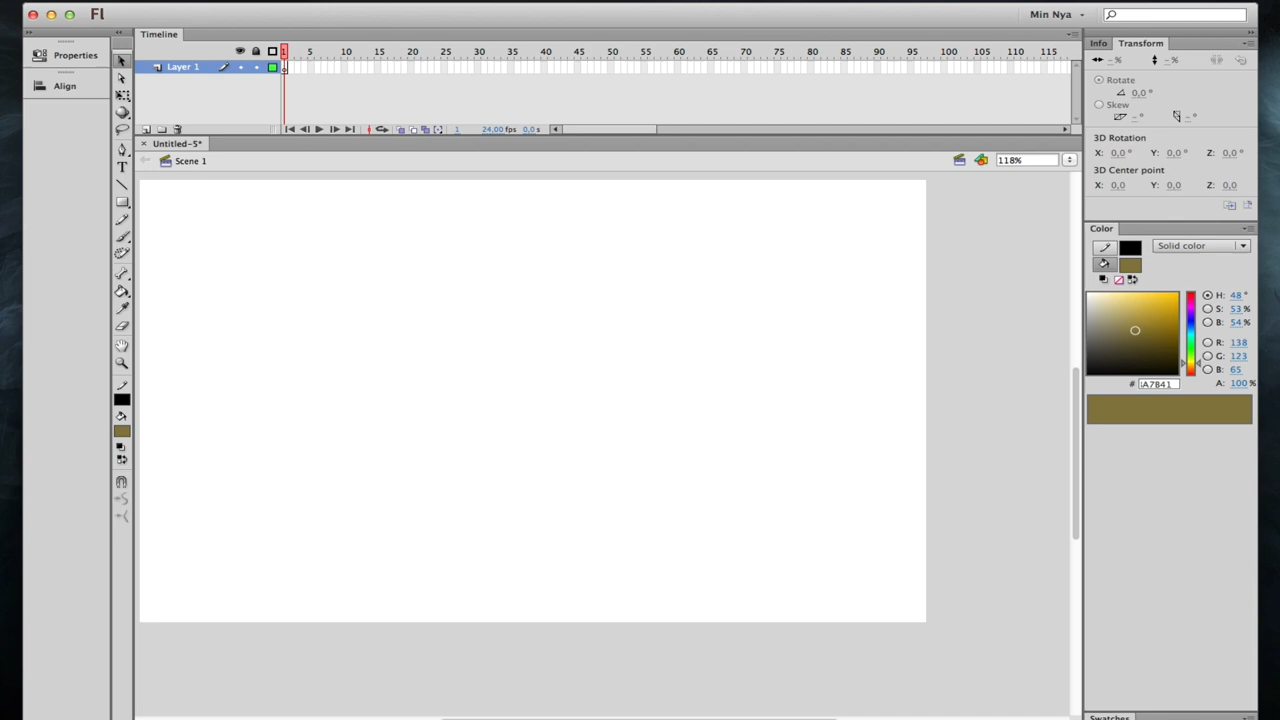 Fl
Min Nya
Properties
Align
Timeline
5 10 15 20 25 30 35 40 45 50 55 60 65 70 75 80 85 90 95 100 105 110 115
Layer 1
1 24.00 fps 0,0 s
Untitled-5*
Scene 1
118%
Info Transform
– % – %
Rotate
0,0 °
Skew
– ° – °
3D Rotation
X: 0,0 ° Y: 0,0 ° Z: 0,0 °
3D Center point
X: 0,0 Y: 0,0 Z: 0,0
Color
Solid color
H: 48 °
S: 53 %
B: 54 %
R: 138
G: 123
B: 65
# A7B41 A: 100 %
Swatches